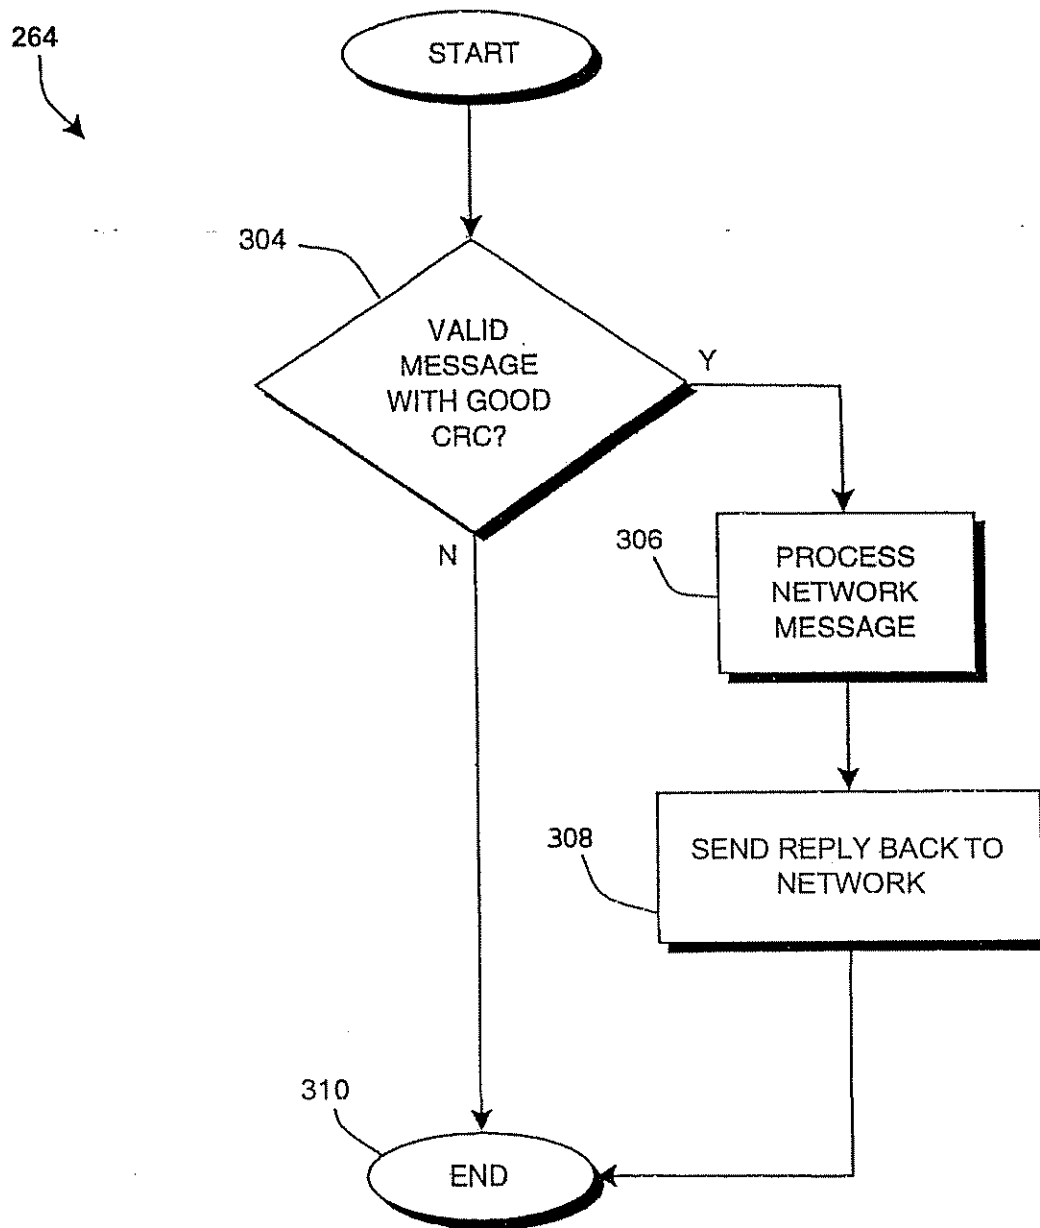 264
START
304
VALID
MESSAGE
WITH GOOD
CRC?
Y
N
306
PROCESS
NETWORK
MESSAGE
308
SEND REPLY BACK TO
NETWORK
310
END